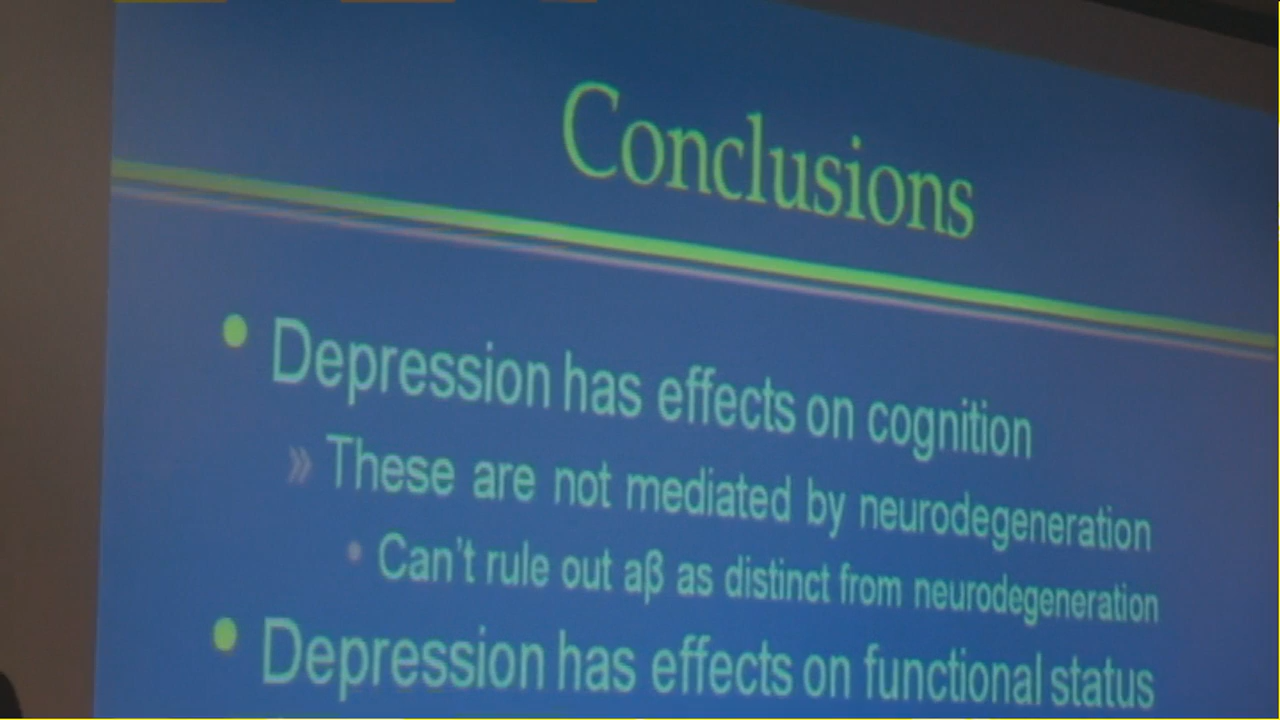 Conclusions
• Depression has effects on cognition
» These are not mediated by neurodegeneration
• Can't rule out aβ as distinct from neurodegeneration
• Depression has effects on functional status